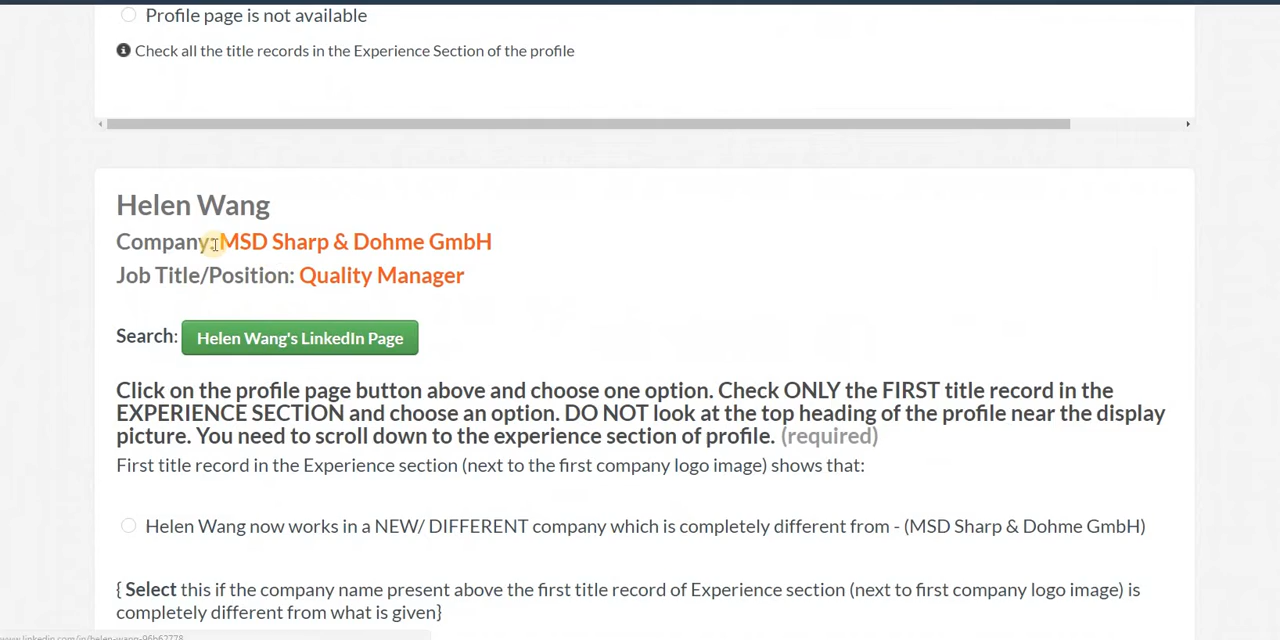 Profile page is not available
Check all the title records in the Experience Section of the profile
Helen Wang
Company: MSD Sharp & Dohme GmbH
Job Title/Position: Quality Manager
Search: Helen Wang's LinkedIn Page
Click on the profile page button above and choose one option. Check ONLY the FIRST title record in the
EXPERIENCE SECTION and choose an option. DO NOT look at the top heading of the profile near the display
picture. You need to scroll down to the experience section of profile. (required)
First title record in the Experience section (next to the first company logo image) shows that:
Helen Wang now works in a NEW/ DIFFERENT company which is completely different from - (MSD Sharp & Dohme GmbH)
{ Select this if the company name present above the first title record of Experience section (next to first company logo image) is
completely different from what is given}